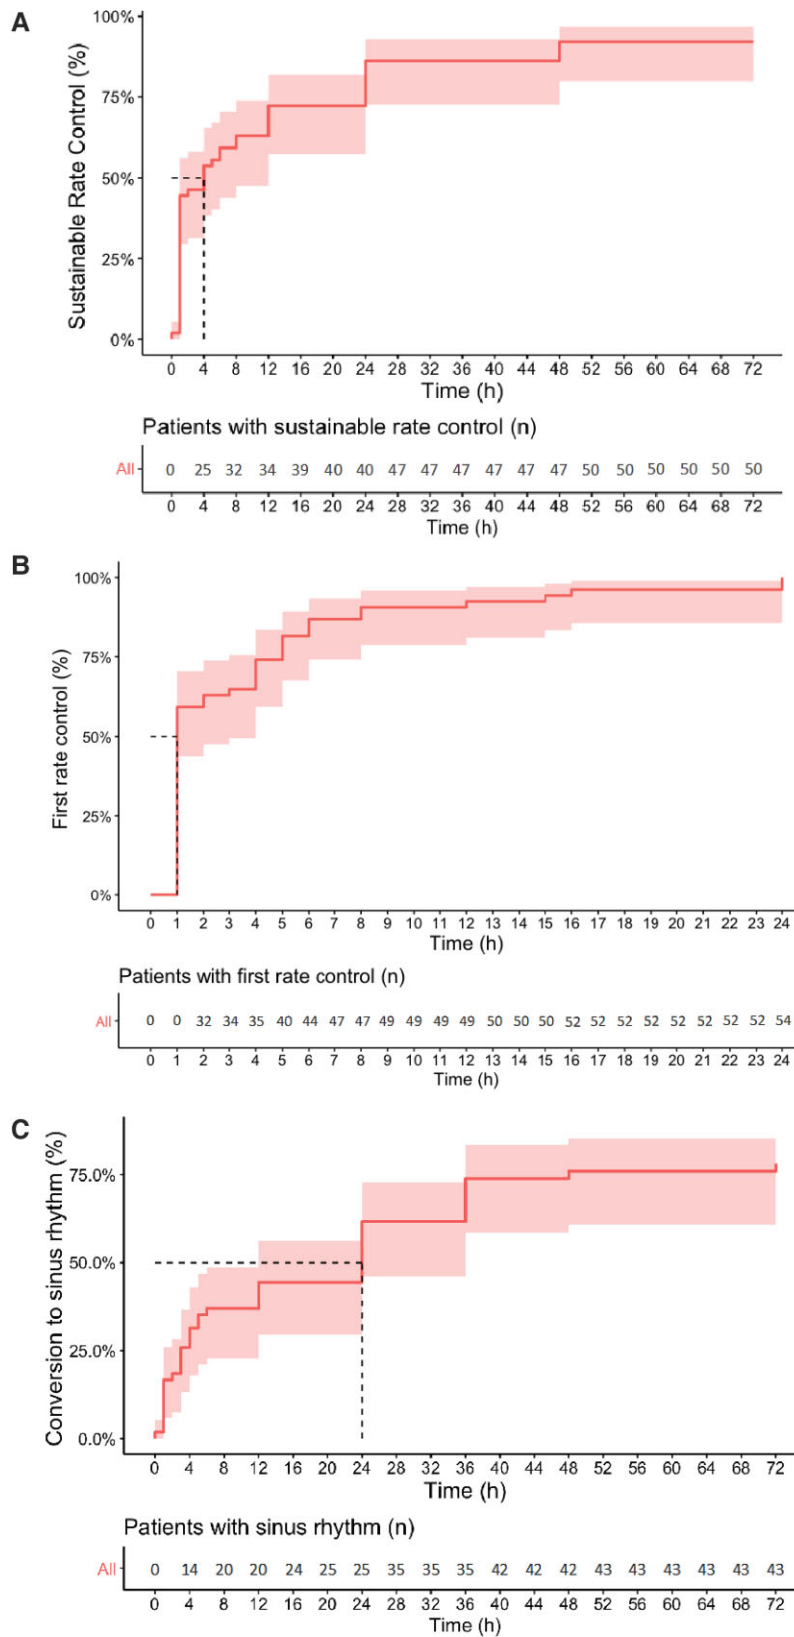 A
Sustainable Rate Control (%)
100%
75%
50%
25%
0%
0 4 8 12 16 20 24 28 32 36 40 44 48 52 56 60 64 68 72
Time (h)
Patients with sustainable rate control (n)
All 0 25 32 34 39 40 40 47 47 47 47 47 47 50 50 50 50 50 50
0 4 8 12 16 20 24 28 32 36 40 44 48 52 56 60 64 68 72
Time (h)
B
First rate control (%)
100%
75%
50%
25%
0%
0 1 2 3 4 5 6 7 8 9 10 11 12 13 14 15 16 17 18 19 20 21 22 23 24
Time (h)
Patients with first rate control (n)
All 0 0 32 34 35 40 44 47 47 49 49 49 49 50 50 50 52 52 52 52 52 52 52 52 54
0 1 2 3 4 5 6 7 8 9 10 11 12 13 14 15 16 17 18 19 20 21 22 23 24
Time (h)
C
Conversion to sinus rhythm (%)
75.0%
50.0%
25.0%
0.0%
0 4 8 12 16 20 24 28 32 36 40 44 48 52 56 60 64 68 72
Time (h)
Patients with sinus rhythm (n)
All 0 14 20 20 24 25 25 35 35 35 42 42 42 43 43 43 43 43 43
0 4 8 12 16 20 24 28 32 36 40 44 48 52 56 60 64 68 72
Time (h)